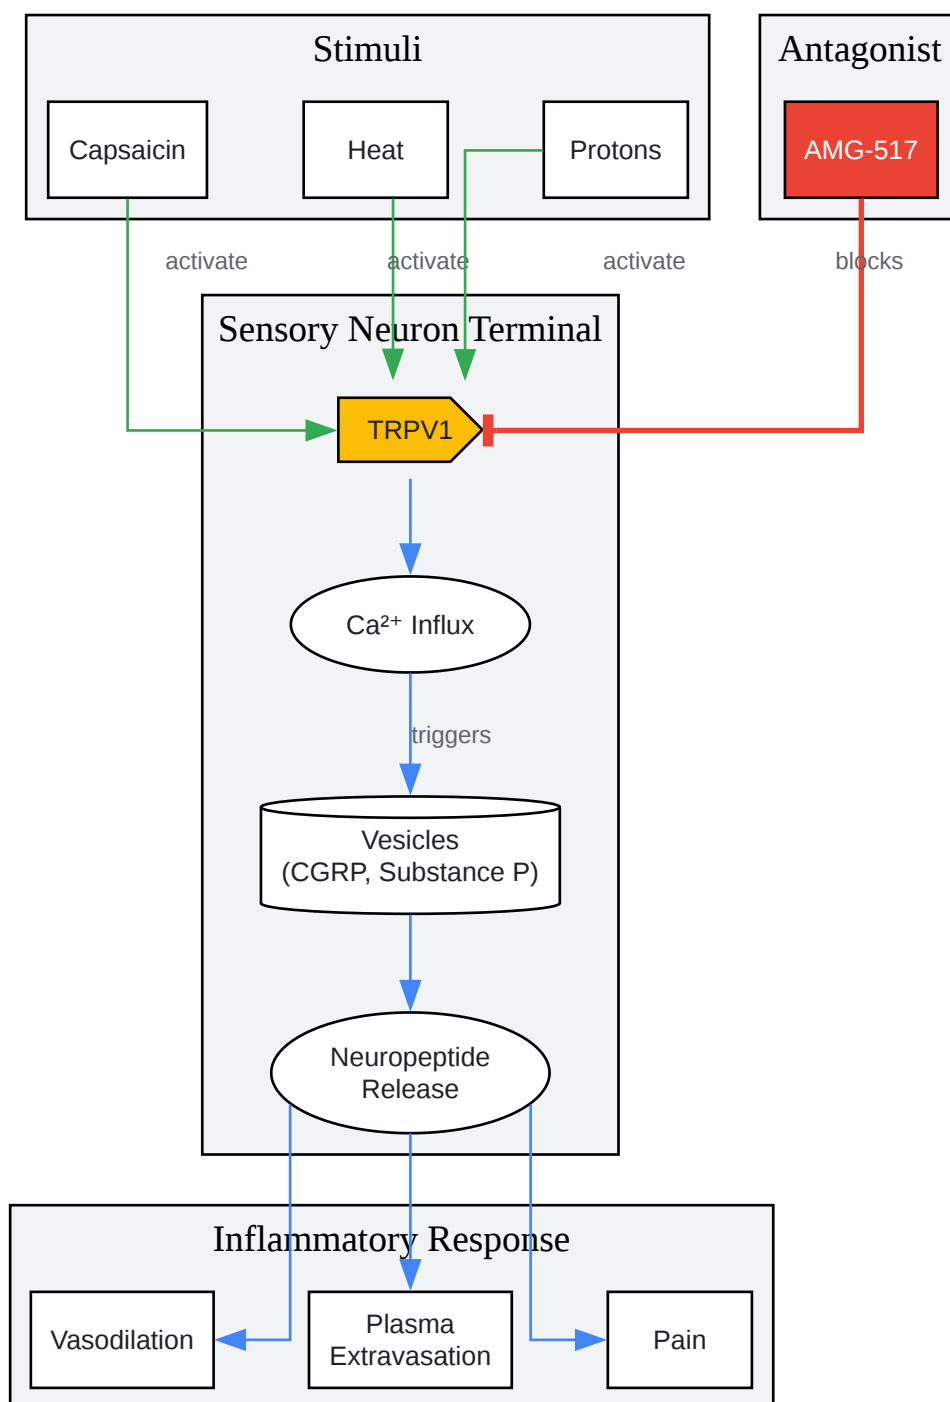 Stimuli
Antagonist
Capsaicin
Heat
Protons
AMG-517
activate
activate
activate
blocks
Sensory Neuron Terminal
TRPV1
Ca²⁺ Influx
triggers
Vesicles
(CGRP, Substance P)
Neuropeptide
Release
Inflammatory Response
Vasodilation
Plasma
Extravasation
Pain